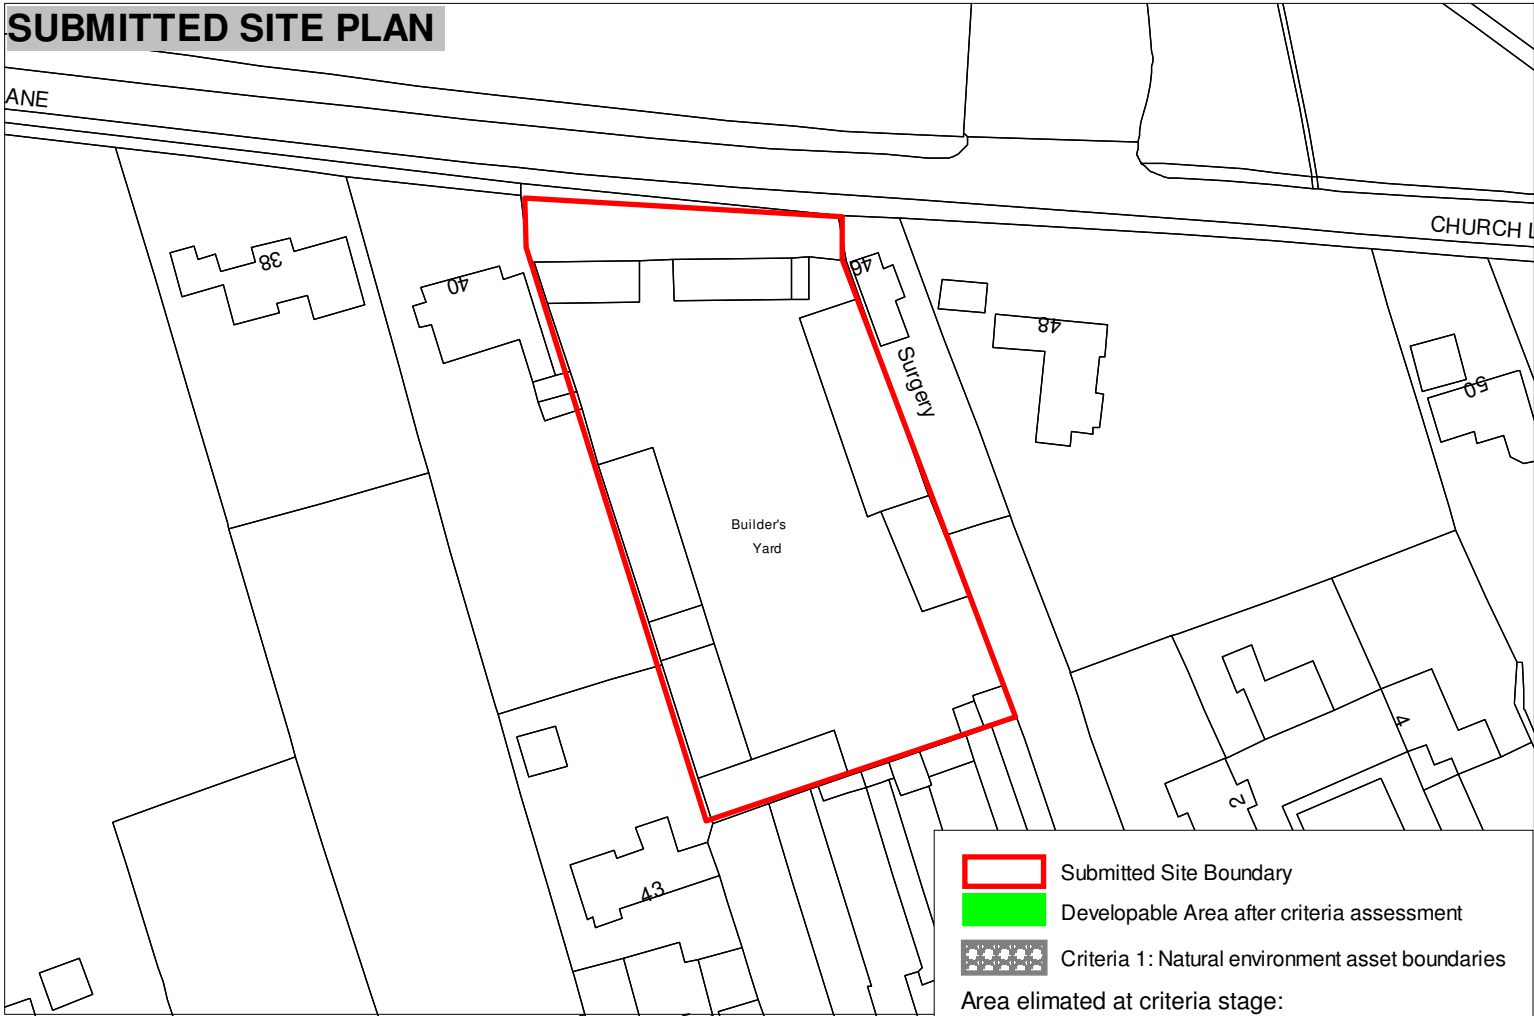 SUBMITTED SITE PLAN
ANE
CHURCH L
38
40
46
48
50
Surgery
Builder's
Yard
4
2
43
Submitted Site Boundary
Developable Area after criteria assessment
Criteria 1: Natural environment asset boundaries
Area elimated at criteria stage: